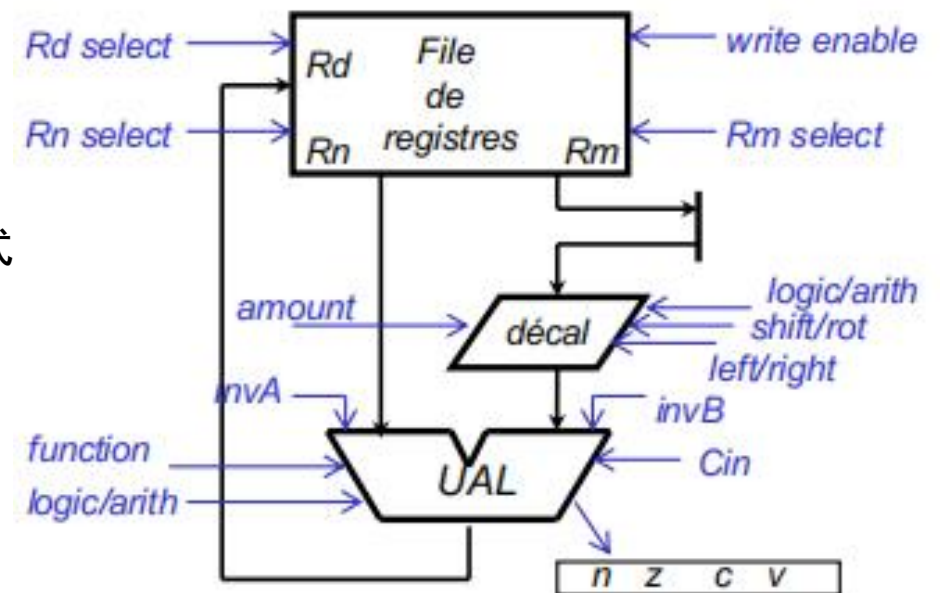 Rd select
File
write enable
Rd
de
Rn select
registres
Rm select
Rn
Rm
式
amount
décal
logic/arith
shift/rot
left/right
invA
invB
function
UAL
Cin
logic/arith
n z c v